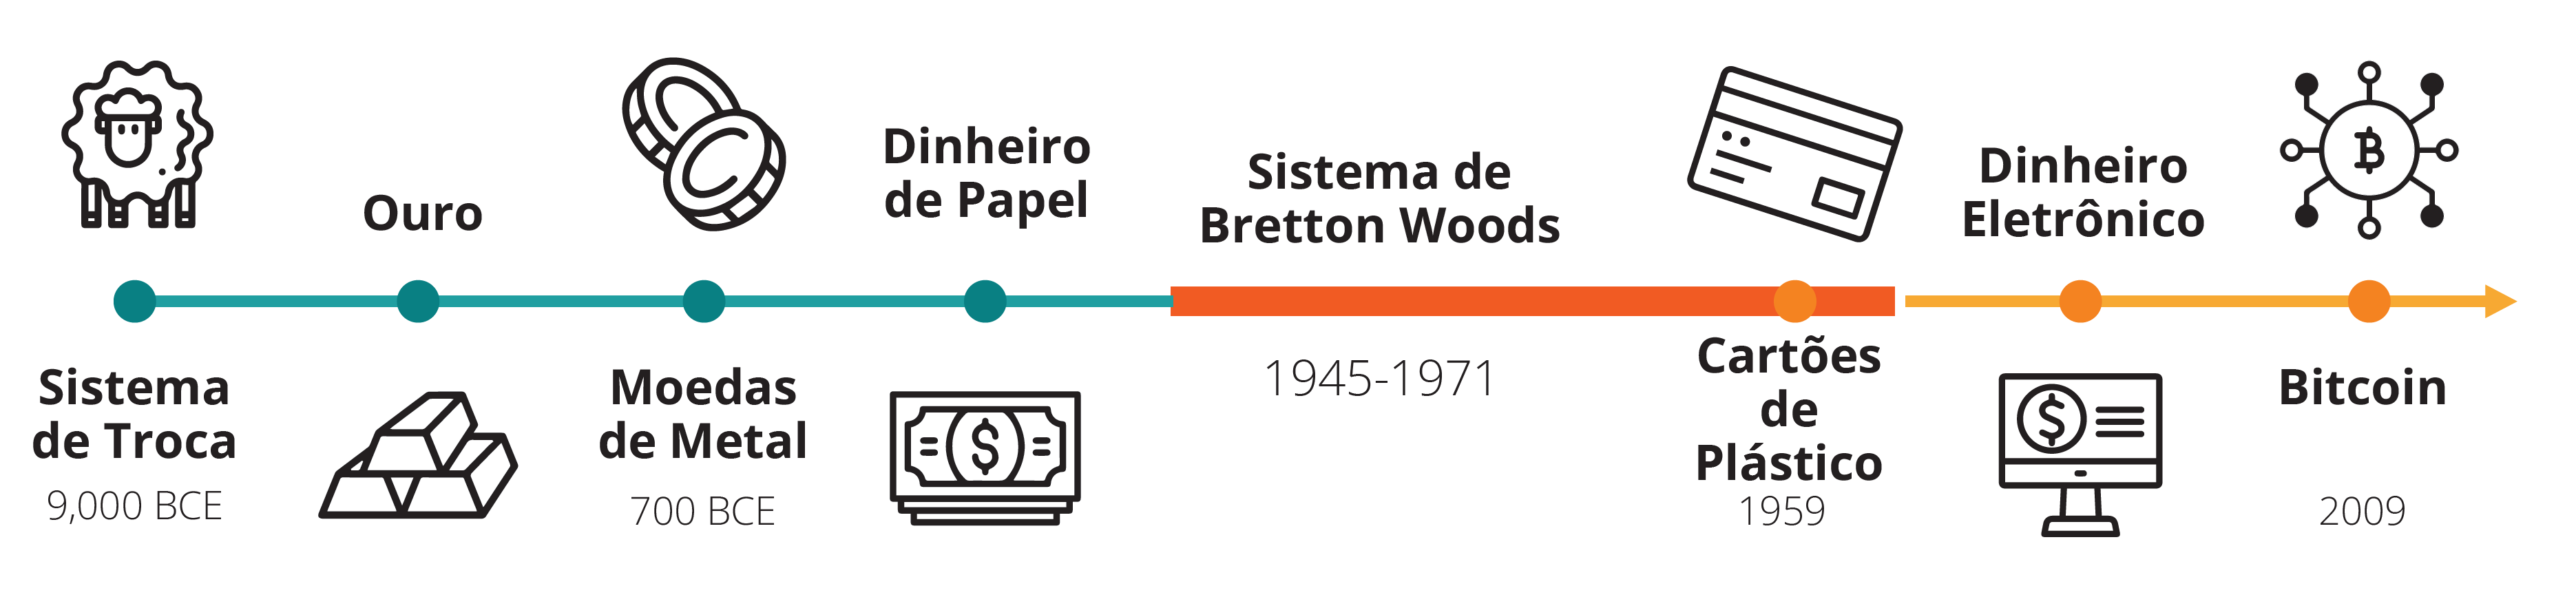 Sistema
de Troca
9,000 BCE
Ouro
Moedas
de Metal
700 BCE
Dinheiro
de Papel
$
Sistema de
Bretton Woods
1945-1971
Cartões
de
Plástico
1959
Dinheiro
Eletrônico
$
₿
Bitcoin
2009